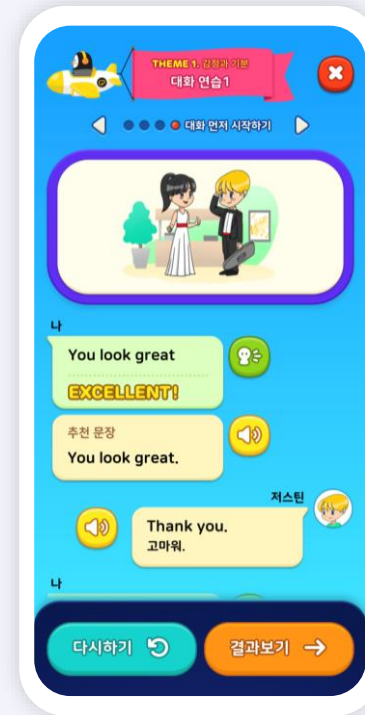 THEME 1. 감정과 기분
대화 연습1
대화 먼저 시작하기
나
You look great
EXCELLENT!
추천 문장
You look great.
저스틴
Thank you.
고마워.
나
다시하기
결과보기